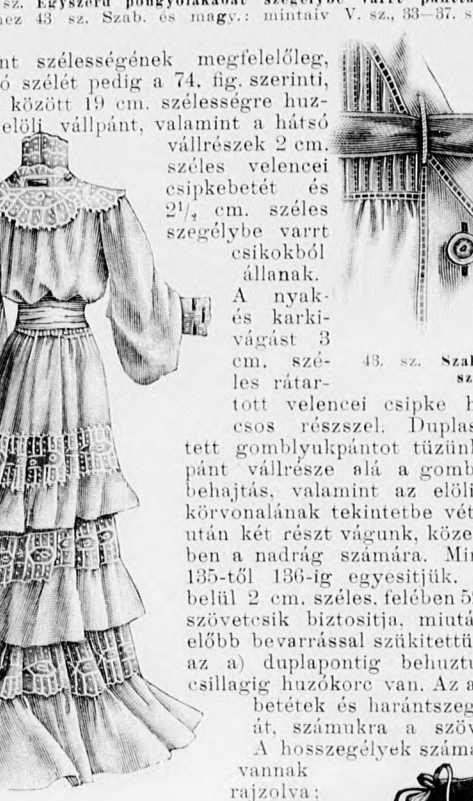 sz. Egyszerü pongyolakabát szegélybe varrt
hez 43 sz. Szab. és magy.: mintaív V. sz., 33—37. s
nt szélességének megfelelőleg,
ó szélét pedig a 74. fig. szerinti,
között 19 cm. szélességre huz-
elöli vállpánt, valamint a hátsó
vállrészek 2 cm.
széles velencei
csipkebetét és
2¹/₂ cm. széles
szegélybe varrt
csikokból
állanak.
A nyak-
és karki-
vágást 3
cm. szé-
les rátar-
43. sz. Szab
sz
tott velencei csipke
csos részszel. Duplas
tett gomblyukpántot tüzünk
pánt vállrésze alá a gomb
behajtás, valamint az elöli
körvonalának tekintetbe vét
után két részt vágunk, köze
ben a nadrág számára. Min
135-től 136-ig egyesitjük.
belül 2 cm. széles, felében 5
szövetcsik biztositja, miutá
előbb bevarrással szükitettü
az a) duplapontig behuztu
csillagig huzókorc van. Az a
betétek és harántszeg
át, számukra a szöv
A hosszegélyek száma
vannak
rajzolva;